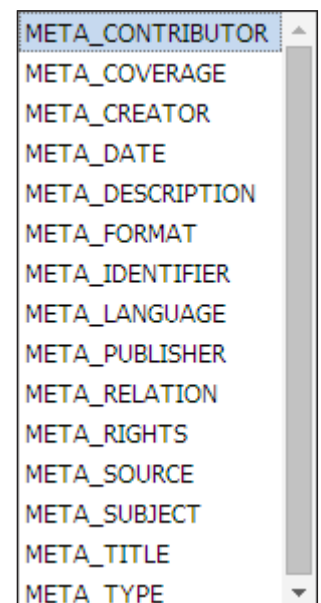 META_CONTRIBUTOR
META_COVERAGE
META_CREATOR
META_DATE
META_DESCRIPTION
META_FORMAT
META_IDENTIFIER
META_LANGUAGE
META_PUBLISHER
META_RELATION
META_RIGHTS
META_SOURCE
META_SUBJECT
META_TITLE
META_TYPE